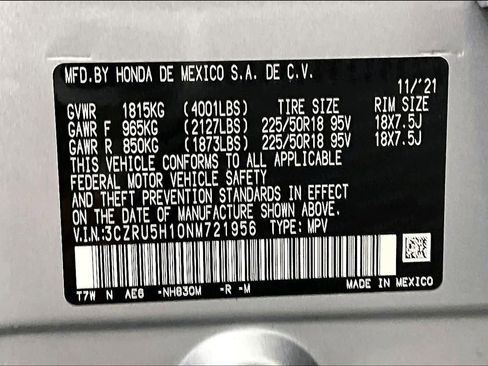 MFD.BY HONDA DE MEXICO S.A. DE C.V.
11/'21
GVWR 1815KG (4001LBS) TIRE SIZE RIM SIZE
GAWR F 965KG (2127LBS) 225/50R18 95V 18X7.5J
GAWR R 850KG (1873LBS) 225/50R18 95V 18X7.5J
THIS VEHICLE CONFORMS TO ALL APPLICABLE
FEDERAL MOTOR VEHICLE SAFETY
AND THEFT PREVENTION STANDARDS IN EFFECT
ON THE DATE OF MANUFACTURE SHOWN ABOVE.
V.I.N.:3CZRU5H10NM721956 TYPE: MPV
T7W N AE6 -NH830M -R -M MADE IN MEXICO